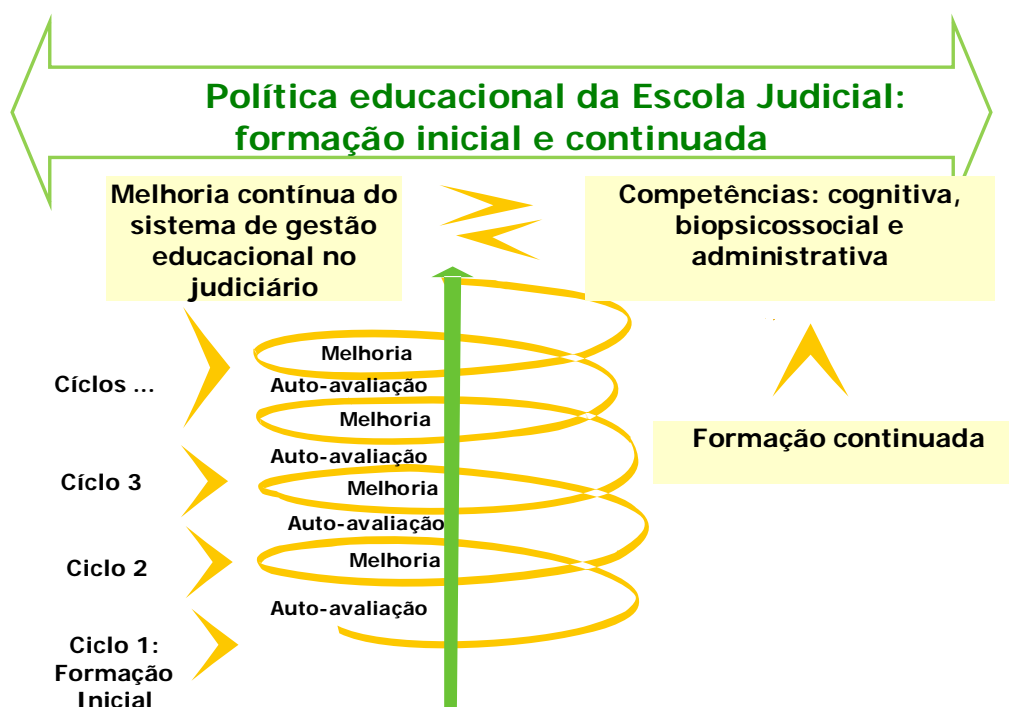 Política educacional da Escola Judicial:
formação inicial e continuada
Melhoria contínua do
sistema de gestão
educacional no
judiciário
Competências: cognitiva,
biopsicossocial e
administrativa
Melhoria
Cíclos ...
Auto-avaliação
Melhoria
Formação continuada
Auto-avaliação
Cíclo 3
Melhoria
Auto-avaliação
Ciclo 2
Melhoria
Auto-avaliação
Ciclo 1:
Formação
Inicial